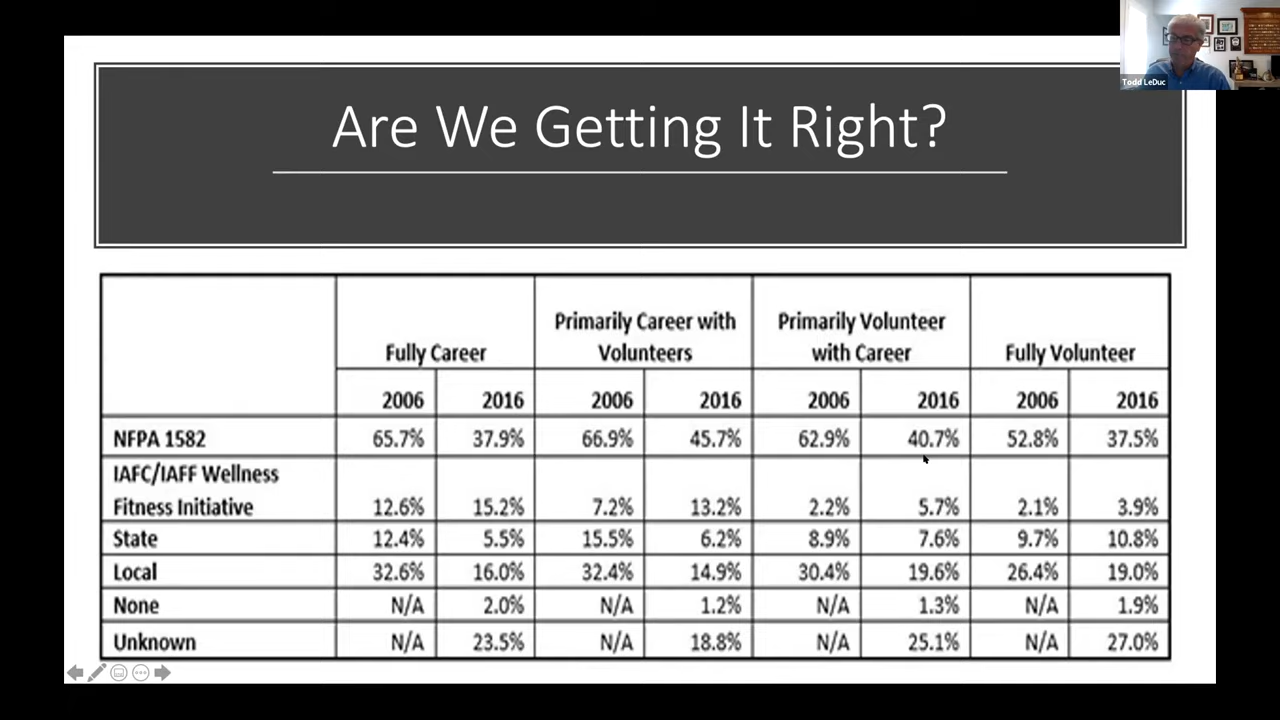 Todd LeDuc
Are We Getting It Right?
Fully Career Primarily Career with Volunteers Primarily Volunteer with Career Fully Volunteer
2006 2016 2006 2016 2006 2016 2006 2016
NFPA 1582 65.7% 37.9% 66.9% 45.7% 62.9% 40.7% 52.8% 37.5%
IAFC/IAFF Wellness
Fitness Initiative 12.6% 15.2% 7.2% 13.2% 2.2% 5.7% 2.1% 3.9%
State 12.4% 5.5% 15.5% 6.2% 8.9% 7.6% 9.7% 10.8%
Local 32.6% 16.0% 32.4% 14.9% 30.4% 19.6% 26.4% 19.0%
None N/A 2.0% N/A 1.2% N/A 1.3% N/A 1.9%
Unknown N/A 23.5% N/A 18.8% N/A 25.1% N/A 27.0%